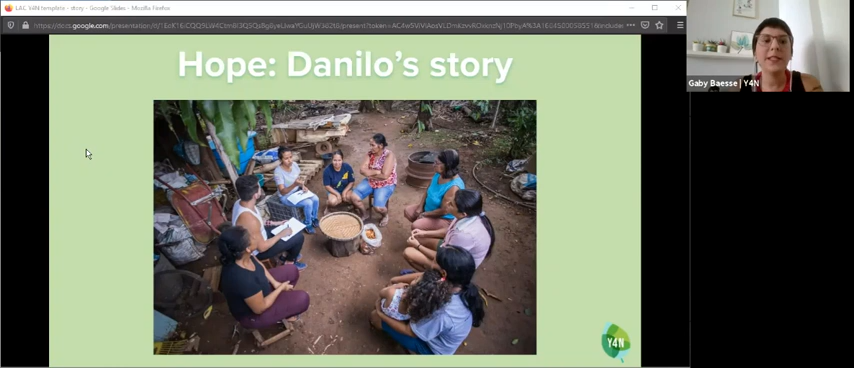 LAC Y4N template - story - Google Slides - Mozilla Firefox
Hope: Danilo's story
Y4N
Gaby Baesse | Y4N